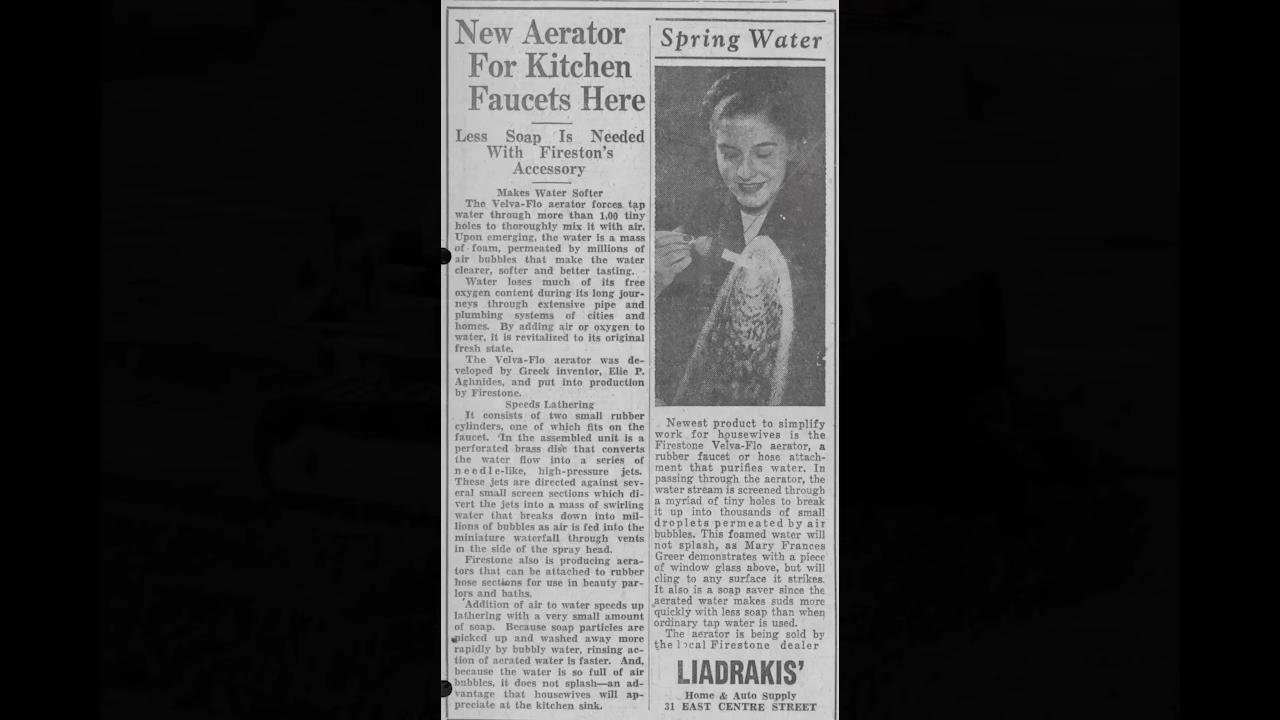 New Aerator
For Kitchen
Faucets Here
Less Soap Is Needed
With Fireston's
Accessory
Makes Water Softer
The Velva-Flo aerator forces tap
water through more than 1,00 tiny
holes to thoroughly mix it with air.
Upon emerging, the water is a mass
of foam, permeated by millions of
air bubbles that make the water
clearer, softer and better tasting.
Water loses much of its free
oxygen content during its long jour-
neys through extensive pipe and
plumbing systems of cities and
homes. By adding air or oxygen to
water, it is revitalized to its original
fresh state.
The Velva-Flo aerator was de-
veloped by Greek inventor, Elie P.
Aghnides, and put into production
by Firestone.
Speeds Lathering
It consists of two small rubber
cylinders, one of which fits on the
faucet. In the assembled unit is a
perforated brass disc that converts
the water flow into a series of
needle-like, high-pressure jets.
These jets are directed against sev-
eral small screen sections which di-
vert the jets into a mass of swirling
water that breaks down into mil-
lions of bubbles as air is fed into the
miniature waterfall through vents
in the side of the spray head.
Firestone also is producing aera-
tors that can be attached to rubber
hose sections for use in beauty par-
lors and baths.
Addition of air to water speeds up
lathering with a very small amount
of soap. Because soap particles are
picked up and washed away more
rapidly by bubbly water, rinsing ac-
tion of aerated water is faster. And,
because the water is so full of air
bubbles, it does not splash—an ad-
vantage that housewives will ap-
preciate at the kitchen sink.
Spring Water
Newest product to simplify
work for housewives is the
Firestone Velva-Flo aerator, a
rubber faucet or hose attach-
ment that purifies water. In
passing through the aerator, the
water stream is screened through
a myriad of tiny holes to break
it up into thousands of small
droplets permeated by air
bubbles. This foamed water will
not splash, as Mary Frances
Greer demonstrates with a piece
of window glass above, but will
cling to any surface it strikes.
It also is a soap saver since the
aerated water makes suds more
quickly with less soap than when
ordinary tap water is used.
The aerator is being sold by
the local Firestone dealer
LIADRAKIS'
Home & Auto Supply
31 EAST CENTRE STREET